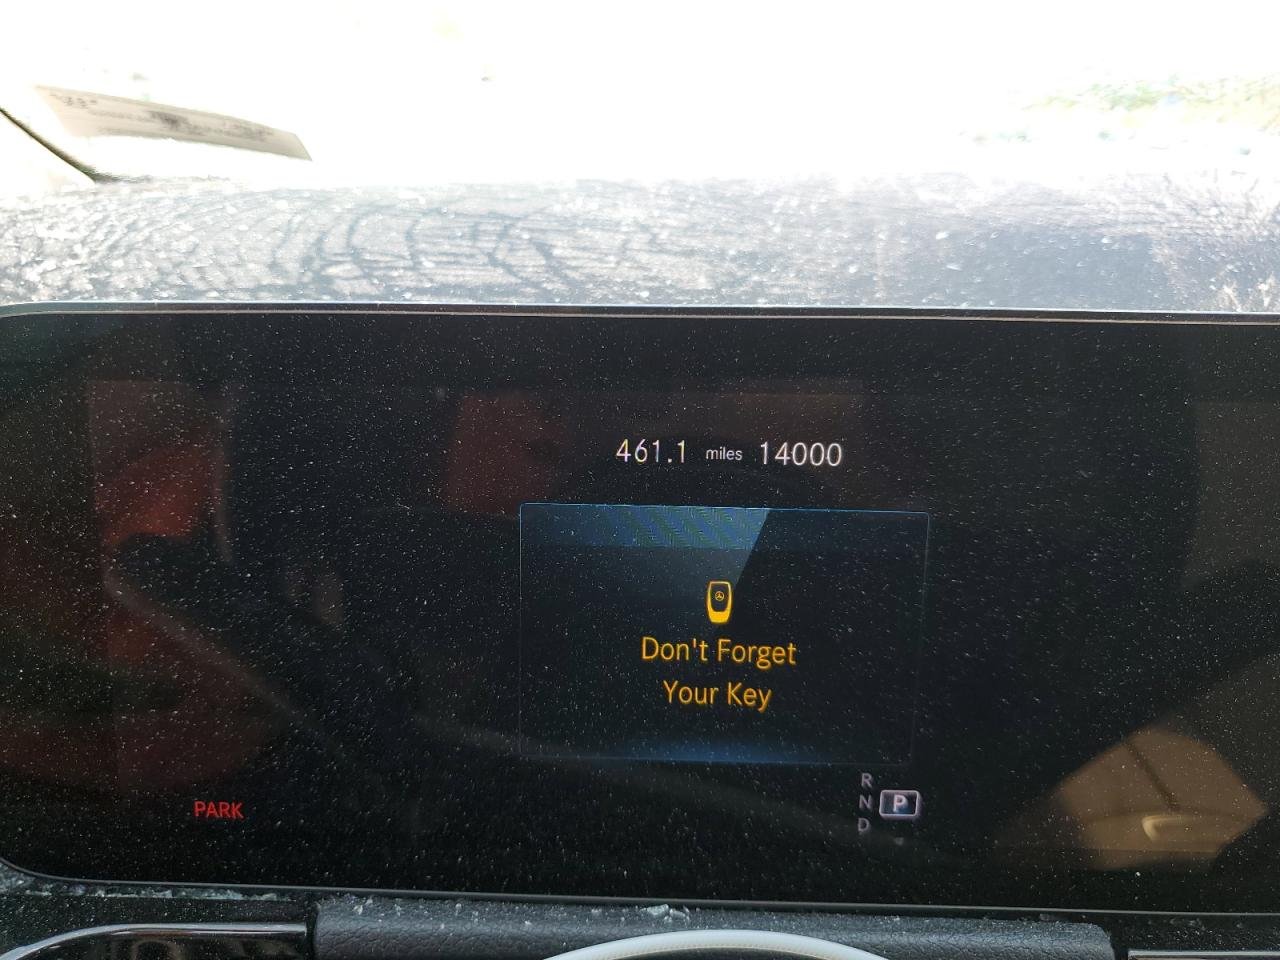 461.1 miles 14000
Don't Forget
Your Key
R
N P
D
PARK